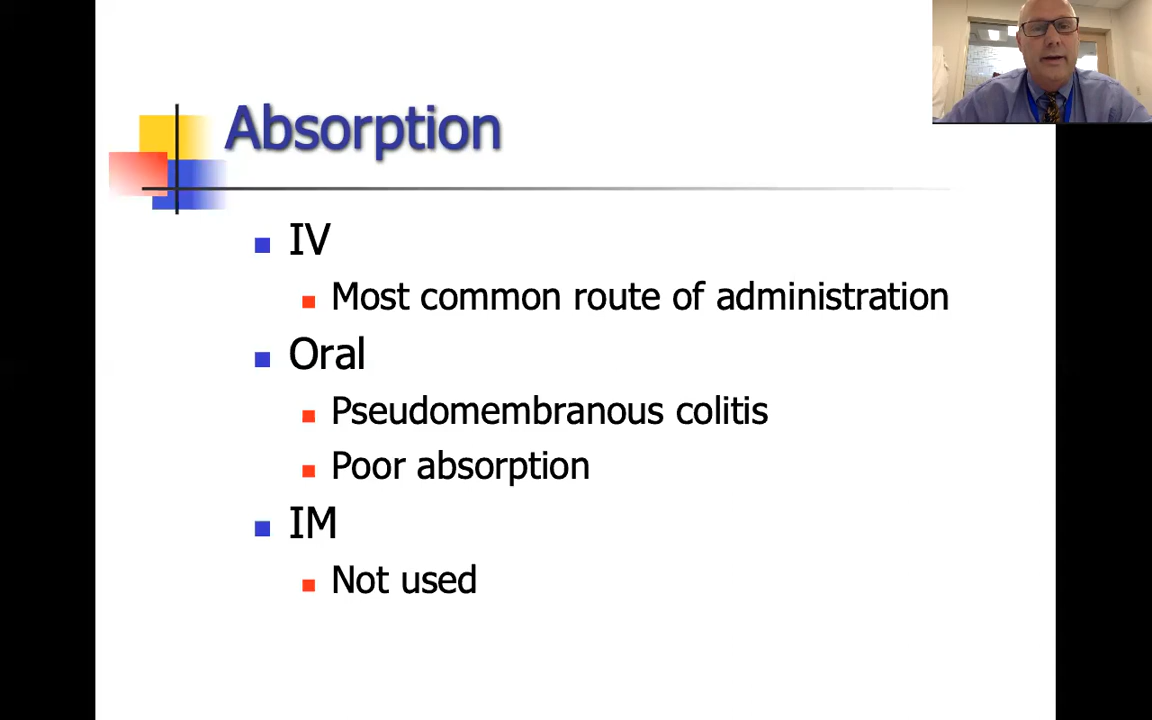 Absorption
IV
Most common route of administration
Oral
Pseudomembranous colitis
Poor absorption
IM
Not used